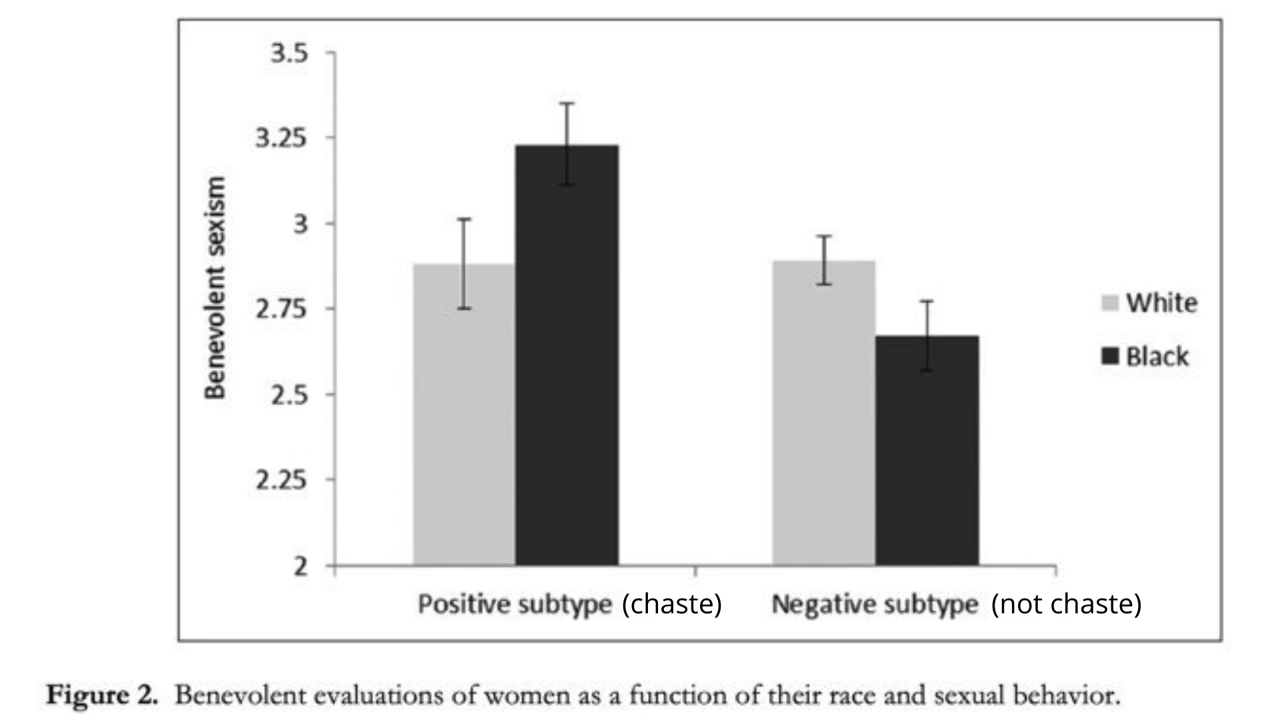 3.5
3.25
3
2.75
2.5
2.25
2
Benevolent sexism
White
Black
Positive subtype (chaste)
Negative subtype (not chaste)
Figure 2. Benevolent evaluations of women as a function of their race and sexual behavior.